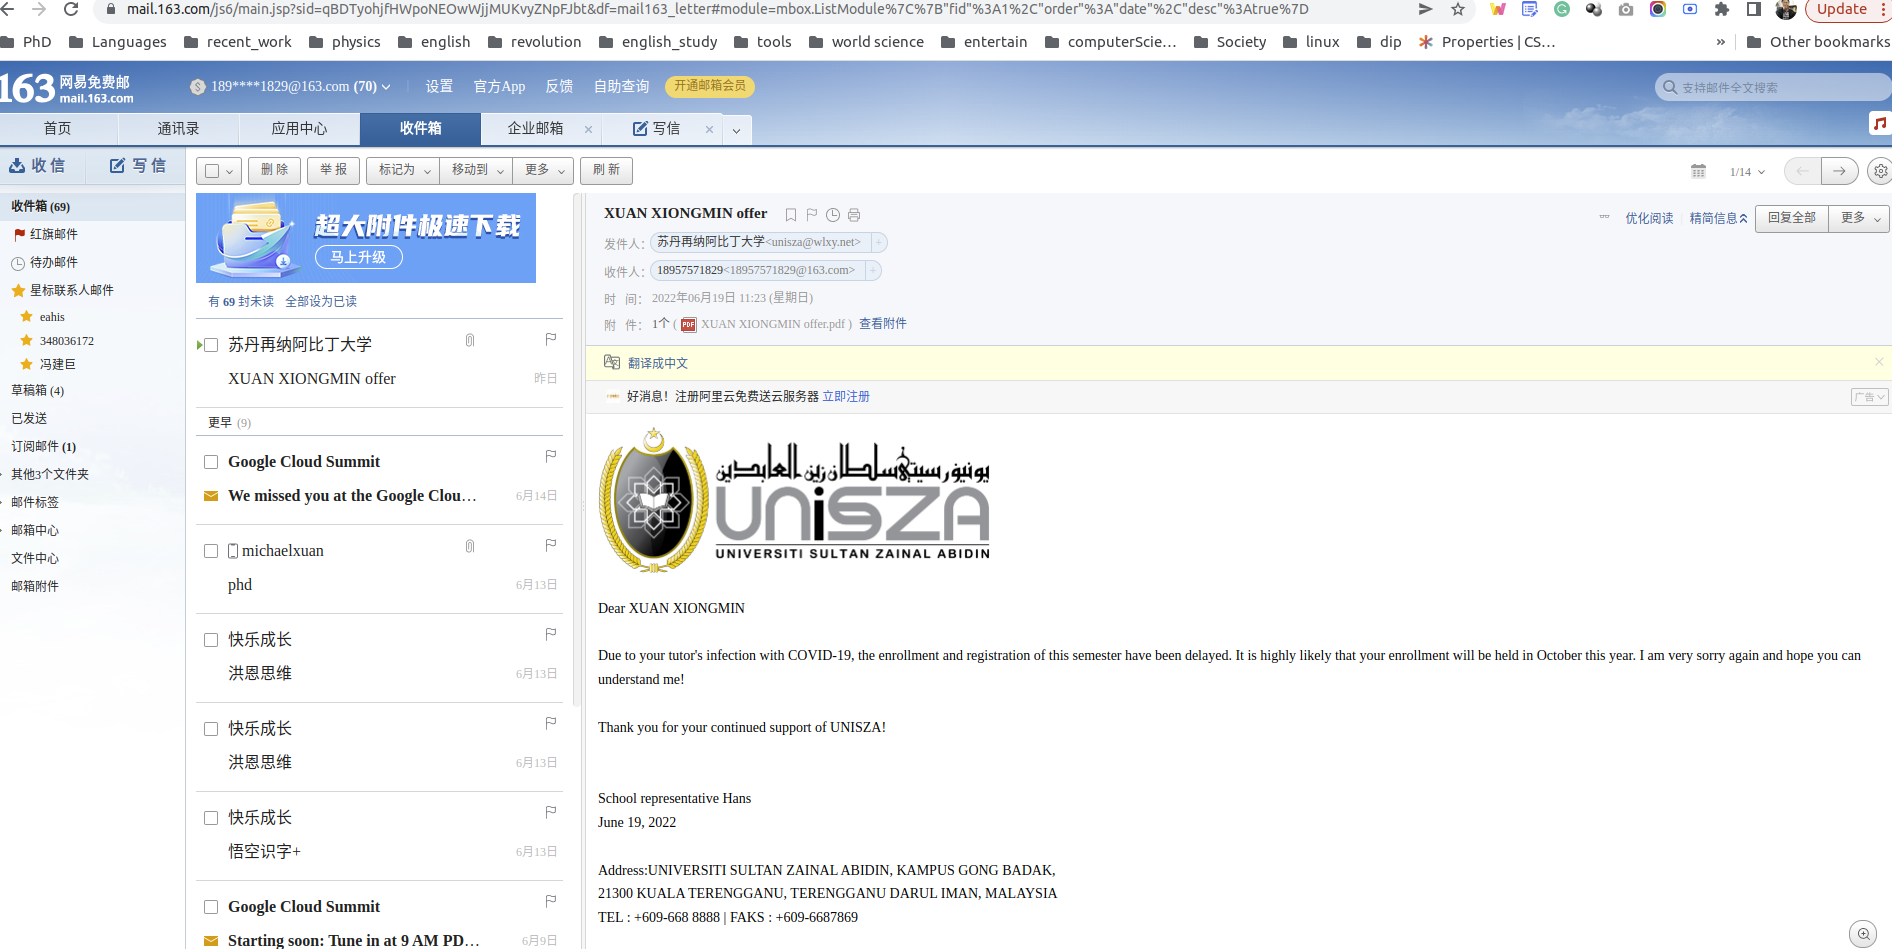 mail.163.com/js6/main.jsp?sid=qBDTyohjfHWpoNEOwWjjMUKvyZNpFJbt&df=mail163_letter#module=mbox.ListModule%7C%7B"fid"%3A1%2C"order"%3A"date"%2C"desc"%3Atrue%7D
Update
PhD Languages recent_work physics english revolution english_study tools world science entertain computerScie... Society linux dip Properties | CS... » Other bookmarks
163 网易免费邮
mail.163.com
189****1829@163.com (70) 设置 官方App 反馈 自助查询 开通邮箱会员
支持邮件全文搜索
首页 通讯录 应用中心 收件箱 企业邮箱 × 写信 ×
收 信 写 信
删 除 举 报 标记为 移动到 更多 刷 新
1/14
收件箱 (69)
红旗邮件
待办邮件
星标联系人邮件
eahis
348036172
冯建巨
草稿箱 (4)
已发送
订阅邮件 (1)
其他3个文件夹
邮件标签
邮箱中心
文件中心
邮箱附件
超大附件极速下载
马上升级
有 69 封未读 全部设为已读
苏丹再纳阿比丁大学
XUAN XIONGMIN offer 昨日
更早 (9)
Google Cloud Summit
We missed you at the Google Clou… 6月14日
michaelxuan
phd 6月13日
快乐成长
洪恩思维 6月13日
快乐成长
洪恩思维 6月13日
快乐成长
悟空识字+ 6月13日
Google Cloud Summit
Starting soon: Tune in at 9 AM PD… 6月9日
XUAN XIONGMIN offer
优化阅读 精简信息 回复全部 更多
发件人： 苏丹再纳阿比丁大学<unisza@wlxy.net> +
收件人： 18957571829<18957571829@163.com> +
时 间： 2022年06月19日 11:23 (星期日)
附 件： 1个 ( PDF XUAN XIONGMIN offer.pdf ) 查看附件
翻译成中文
好消息！注册阿里云免费送云服务器 立即注册
广告
يونيۏرسيتي سلطان زين العابدين
UNiSZA
UNIVERSITI SULTAN ZAINAL ABIDIN
Dear XUAN XIONGMIN
Due to your tutor's infection with COVID-19, the enrollment and registration of this semester have been delayed. It is highly likely that your enrollment will be held in October this year. I am very sorry again and hope you can
understand me!
Thank you for your continued support of UNISZA!
School representative Hans
June 19, 2022
Address:UNIVERSITI SULTAN ZAINAL ABIDIN, KAMPUS GONG BADAK,
21300 KUALA TERENGGANU, TERENGGANU DARUL IMAN, MALAYSIA
TEL : +609-668 8888 | FAKS : +609-6687869